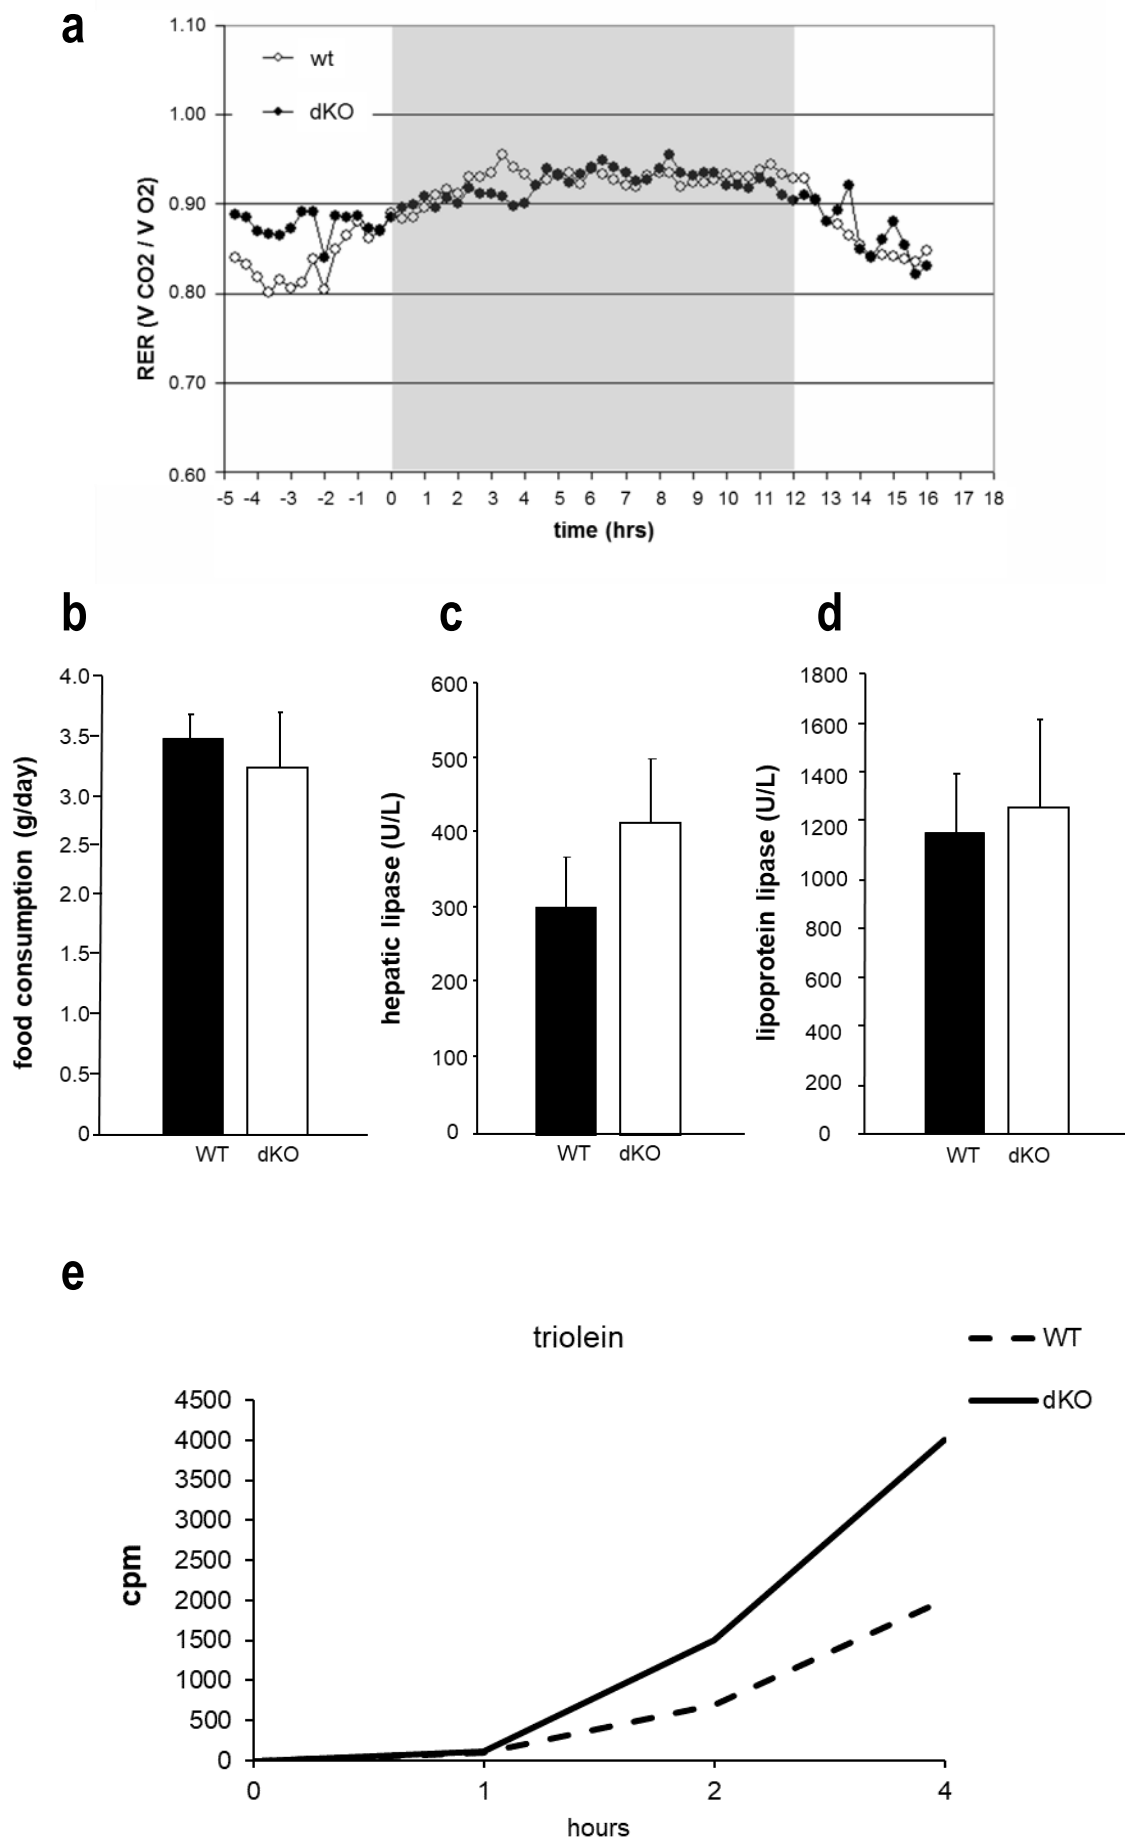 a
1.10
1.00
0.90
0.80
0.70
0.60
RER (V CO2 / V O2)
wt
dKO
-5 -4 -3 -2 -1 0 1 2 3 4 5 6 7 8 9 10 11 12 13 14 15 16 17 18
time (hrs)
b
4.0
3.5
3.0
2.5
2.0
1.5
1.0
0.5
0
food consumption (g/day)
WT dKO
c
600
500
400
300
200
100
0
hepatic lipase (U/L)
WT dKO
d
1800
1600
1400
1200
1000
800
600
400
200
0
lipoprotein lipase (U/L)
WT dKO
e
triolein
WT
dKO
4500
4000
3500
3000
2500
2000
1500
1000
500
0
cpm
0 1 2 4
hours